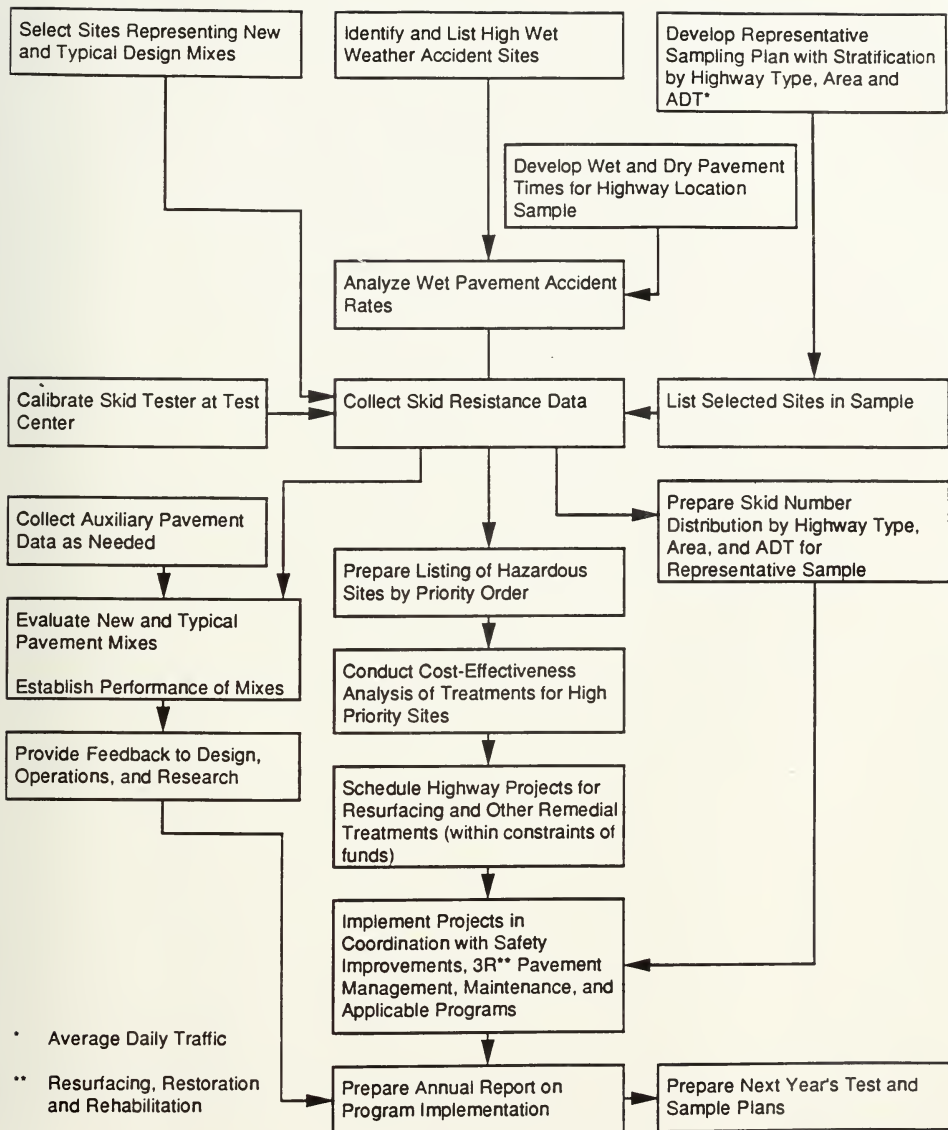 Select Sites Representing New
and Typical Design Mixes
Identify and List High Wet
Weather Accident Sites
Develop Representative
Sampling Plan with Stratification
by Highway Type, Area and
ADT*
Develop Wet and Dry Pavement
Times for Highway Location
Sample
Analyze Wet Pavement Accident
Rates
Calibrate Skid Tester at Test
Center
Collect Skid Resistance Data
List Selected Sites in Sample
Collect Auxiliary Pavement
Data as Needed
Prepare Skid Number
Distribution by Highway Type,
Area, and ADT for
Representative Sample
Prepare Listing of Hazardous
Sites by Priority Order
Evaluate New and Typical
Pavement Mixes
Establish Performance of Mixes
Conduct Cost-Effectiveness
Analysis of Treatments for High
Priority Sites
Provide Feedback to Design,
Operations, and Research
Schedule Highway Projects for
Resurfacing and Other Remedial
Treatments (within constraints of
funds)
Implement Projects in
Coordination with Safety
Improvements, 3R** Pavement
Management, Maintenance, and
Applicable Programs
* Average Daily Traffic
** Resurfacing, Restoration
and Rehabilitation
Prepare Annual Report on
Program Implementation
Prepare Next Year's Test and
Sample Plans